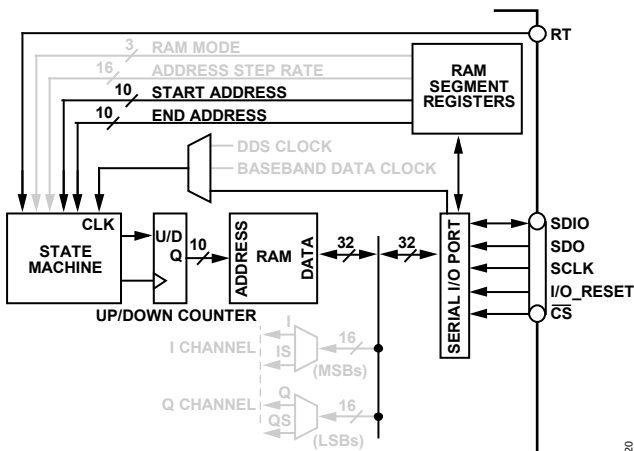 RT
3 RAM MODE
16 ADDRESS STEP RATE
10 START ADDRESS
10 END ADDRESS
RAM
SEGMENT
REGISTERS
DDS CLOCK
BASEBAND DATA CLOCK
CLK
STATE
MACHINE
U/D
Q
10
ADDRESS
RAM
DATA
32
32
SERIAL I/O PORT
SDIO
SDO
SCLK
I/O_RESET
CS
UP/DOWN COUNTER
I CHANNEL
I
IS
16
(MSBs)
Q CHANNEL
Q
QS
16
(LSBs)
20